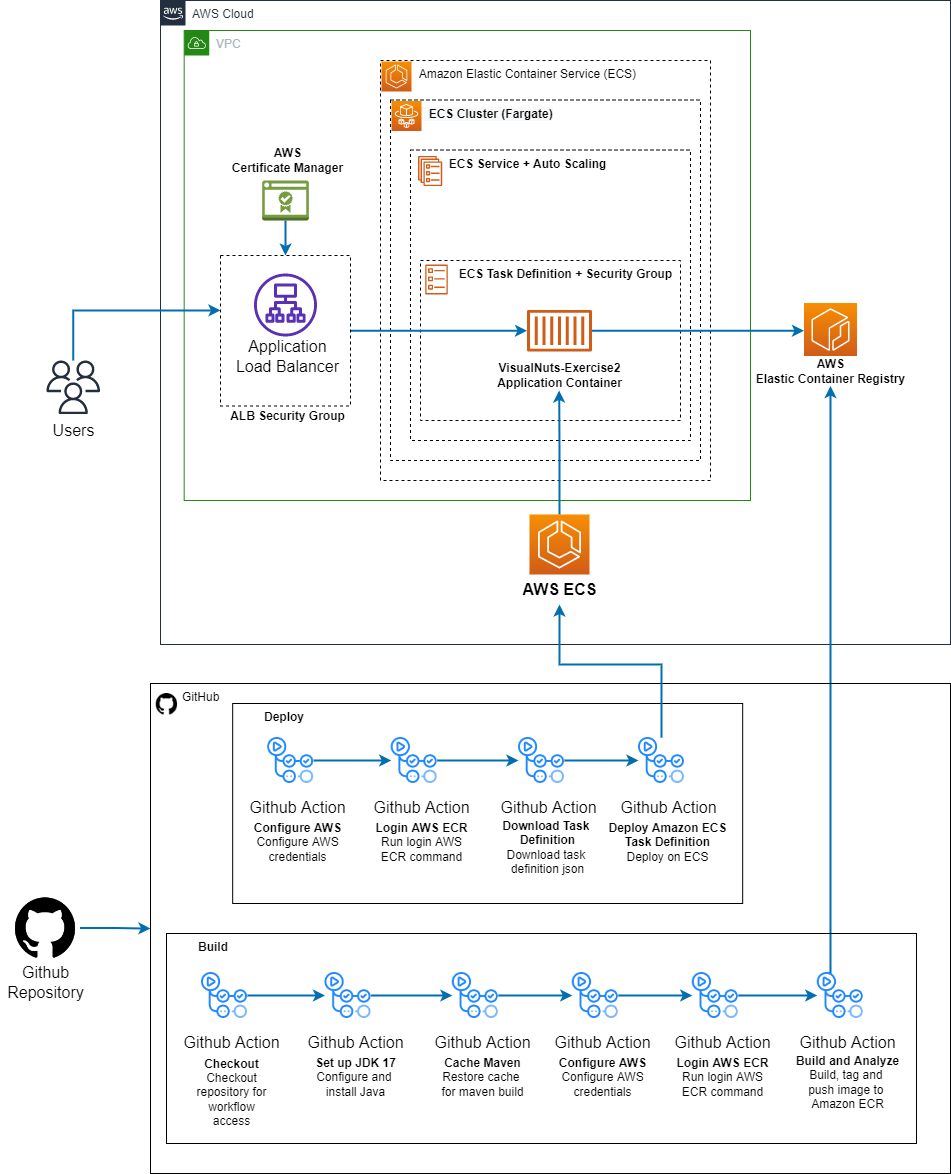 aws
AWS Cloud
VPC
Amazon Elastic Container Service (ECS)
ECS Cluster (Fargate)
AWS
Certificate Manager
ECS Service + Auto Scaling
ECS Task Definition + Security Group
Application
Load Balancer
ALB Security Group
VisualNuts-Exercise2
Application Container
AWS
Elastic Container Registry
Users
AWS ECS
GitHub
Deploy
Github Action
Configure AWS
Configure AWS
credentials
Github Action
Login AWS ECR
Run login AWS
ECR command
Github Action
Download Task
Definition
Download task
definition json
Github Action
Deploy Amazon ECS
Task Definition
Deploy on ECS
Github
Repository
Build
Github Action
Checkout
Checkout
repository for
workflow
access
Github Action
Set up JDK 17
Configure and
install Java
Github Action
Cache Maven
Restore cache
for maven build
Github Action
Configure AWS
Configure AWS
credentials
Github Action
Login AWS ECR
Run login AWS
ECR command
Github Action
Build and Analyze
Build, tag and
push image to
Amazon ECR